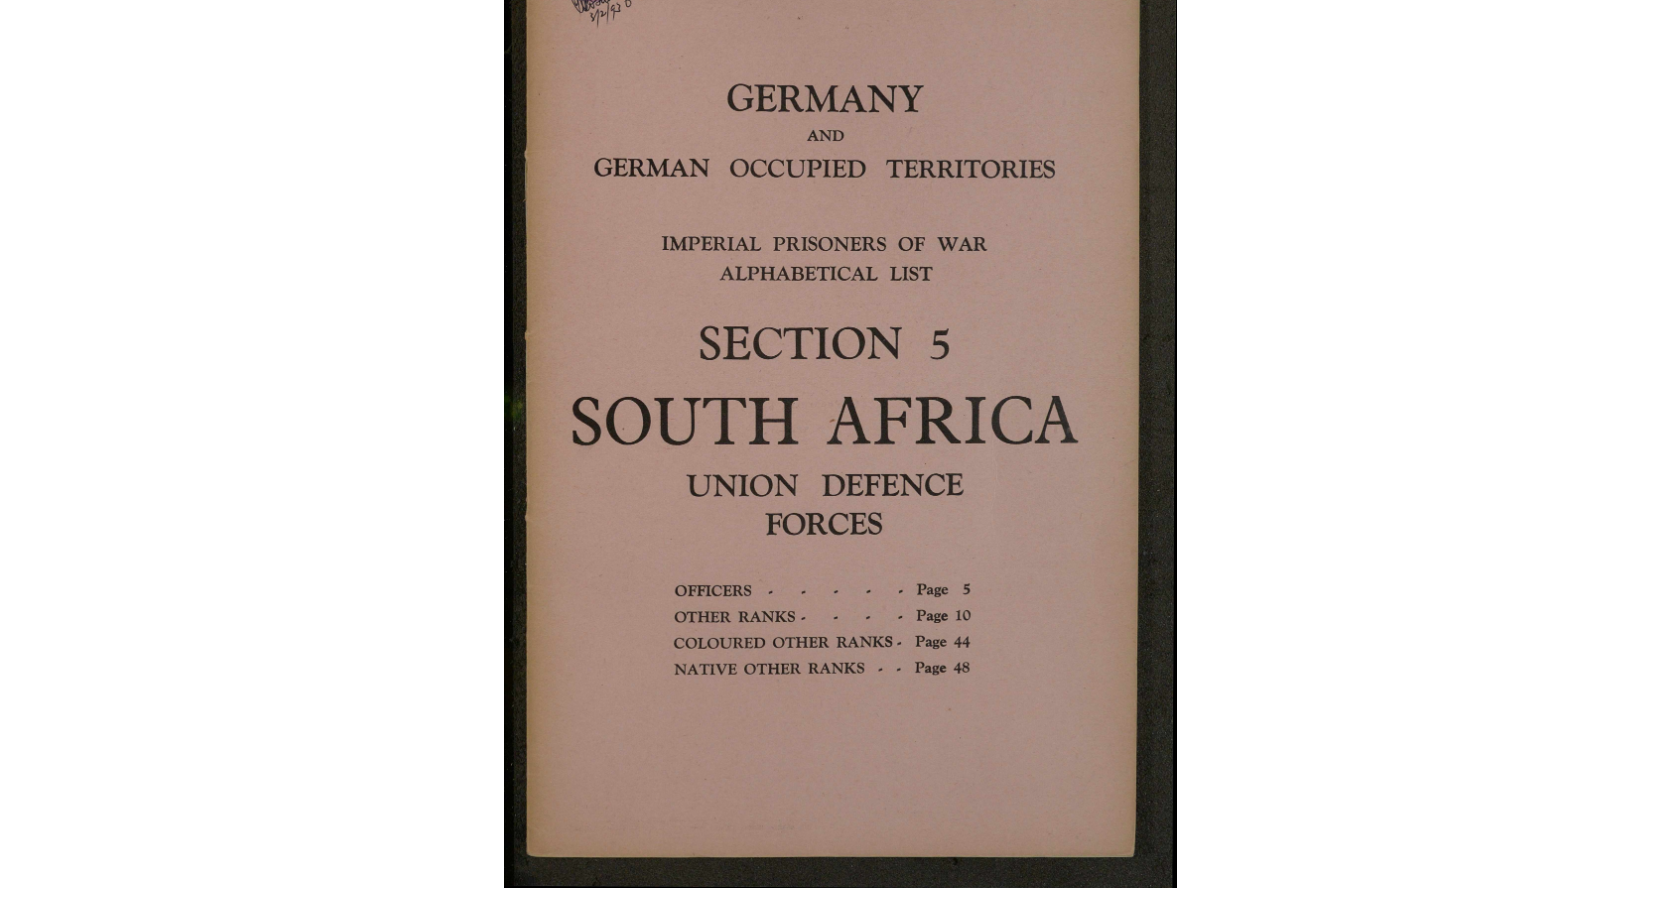 GERMANY
AND
GERMAN OCCUPIED TERRITORIES
IMPERIAL PRISONERS OF WAR
ALPHABETICAL LIST
SECTION 5
SOUTH AFRICA
UNION DEFENCE
FORCES
OFFICERS - - - - - Page 5
OTHER RANKS - - - - Page 10
COLOURED OTHER RANKS - Page 44
NATIVE OTHER RANKS - - Page 48